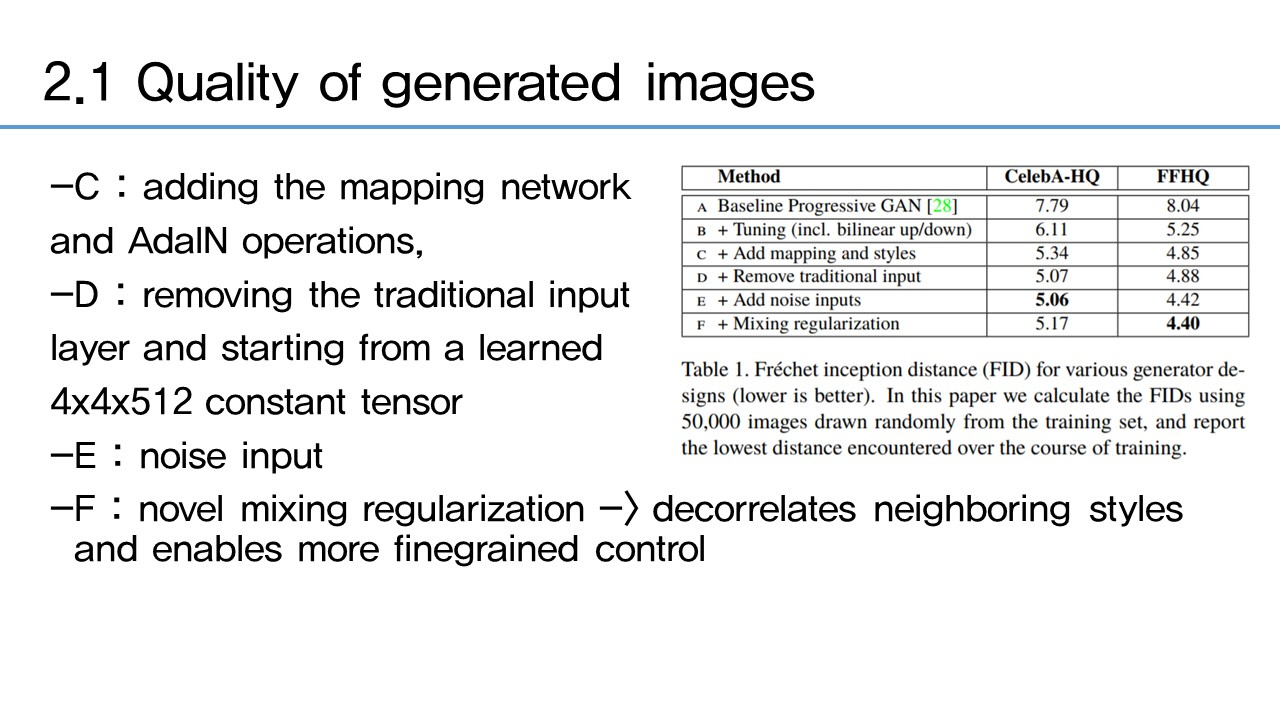 2.1 Quality of generated images
-C : adding the mapping network
and AdaIN operations,
-D : removing the traditional input
layer and starting from a learned
4x4x512 constant tensor
-E : noise input
-F : novel mixing regularization -> decorrelates neighboring styles
and enables more finegrained control
Method CelebA-HQ FFHQ
A Baseline Progressive GAN [28] 7.79 8.04
B + Tuning (incl. bilinear up/down) 6.11 5.25
C + Add mapping and styles 5.34 4.85
D + Remove traditional input 5.07 4.88
E + Add noise inputs 5.06 4.42
F + Mixing regularization 5.17 4.40
Table 1. Fréchet inception distance (FID) for various generator de-
signs (lower is better). In this paper we calculate the FIDs using
50,000 images drawn randomly from the training set, and report
the lowest distance encountered over the course of training.